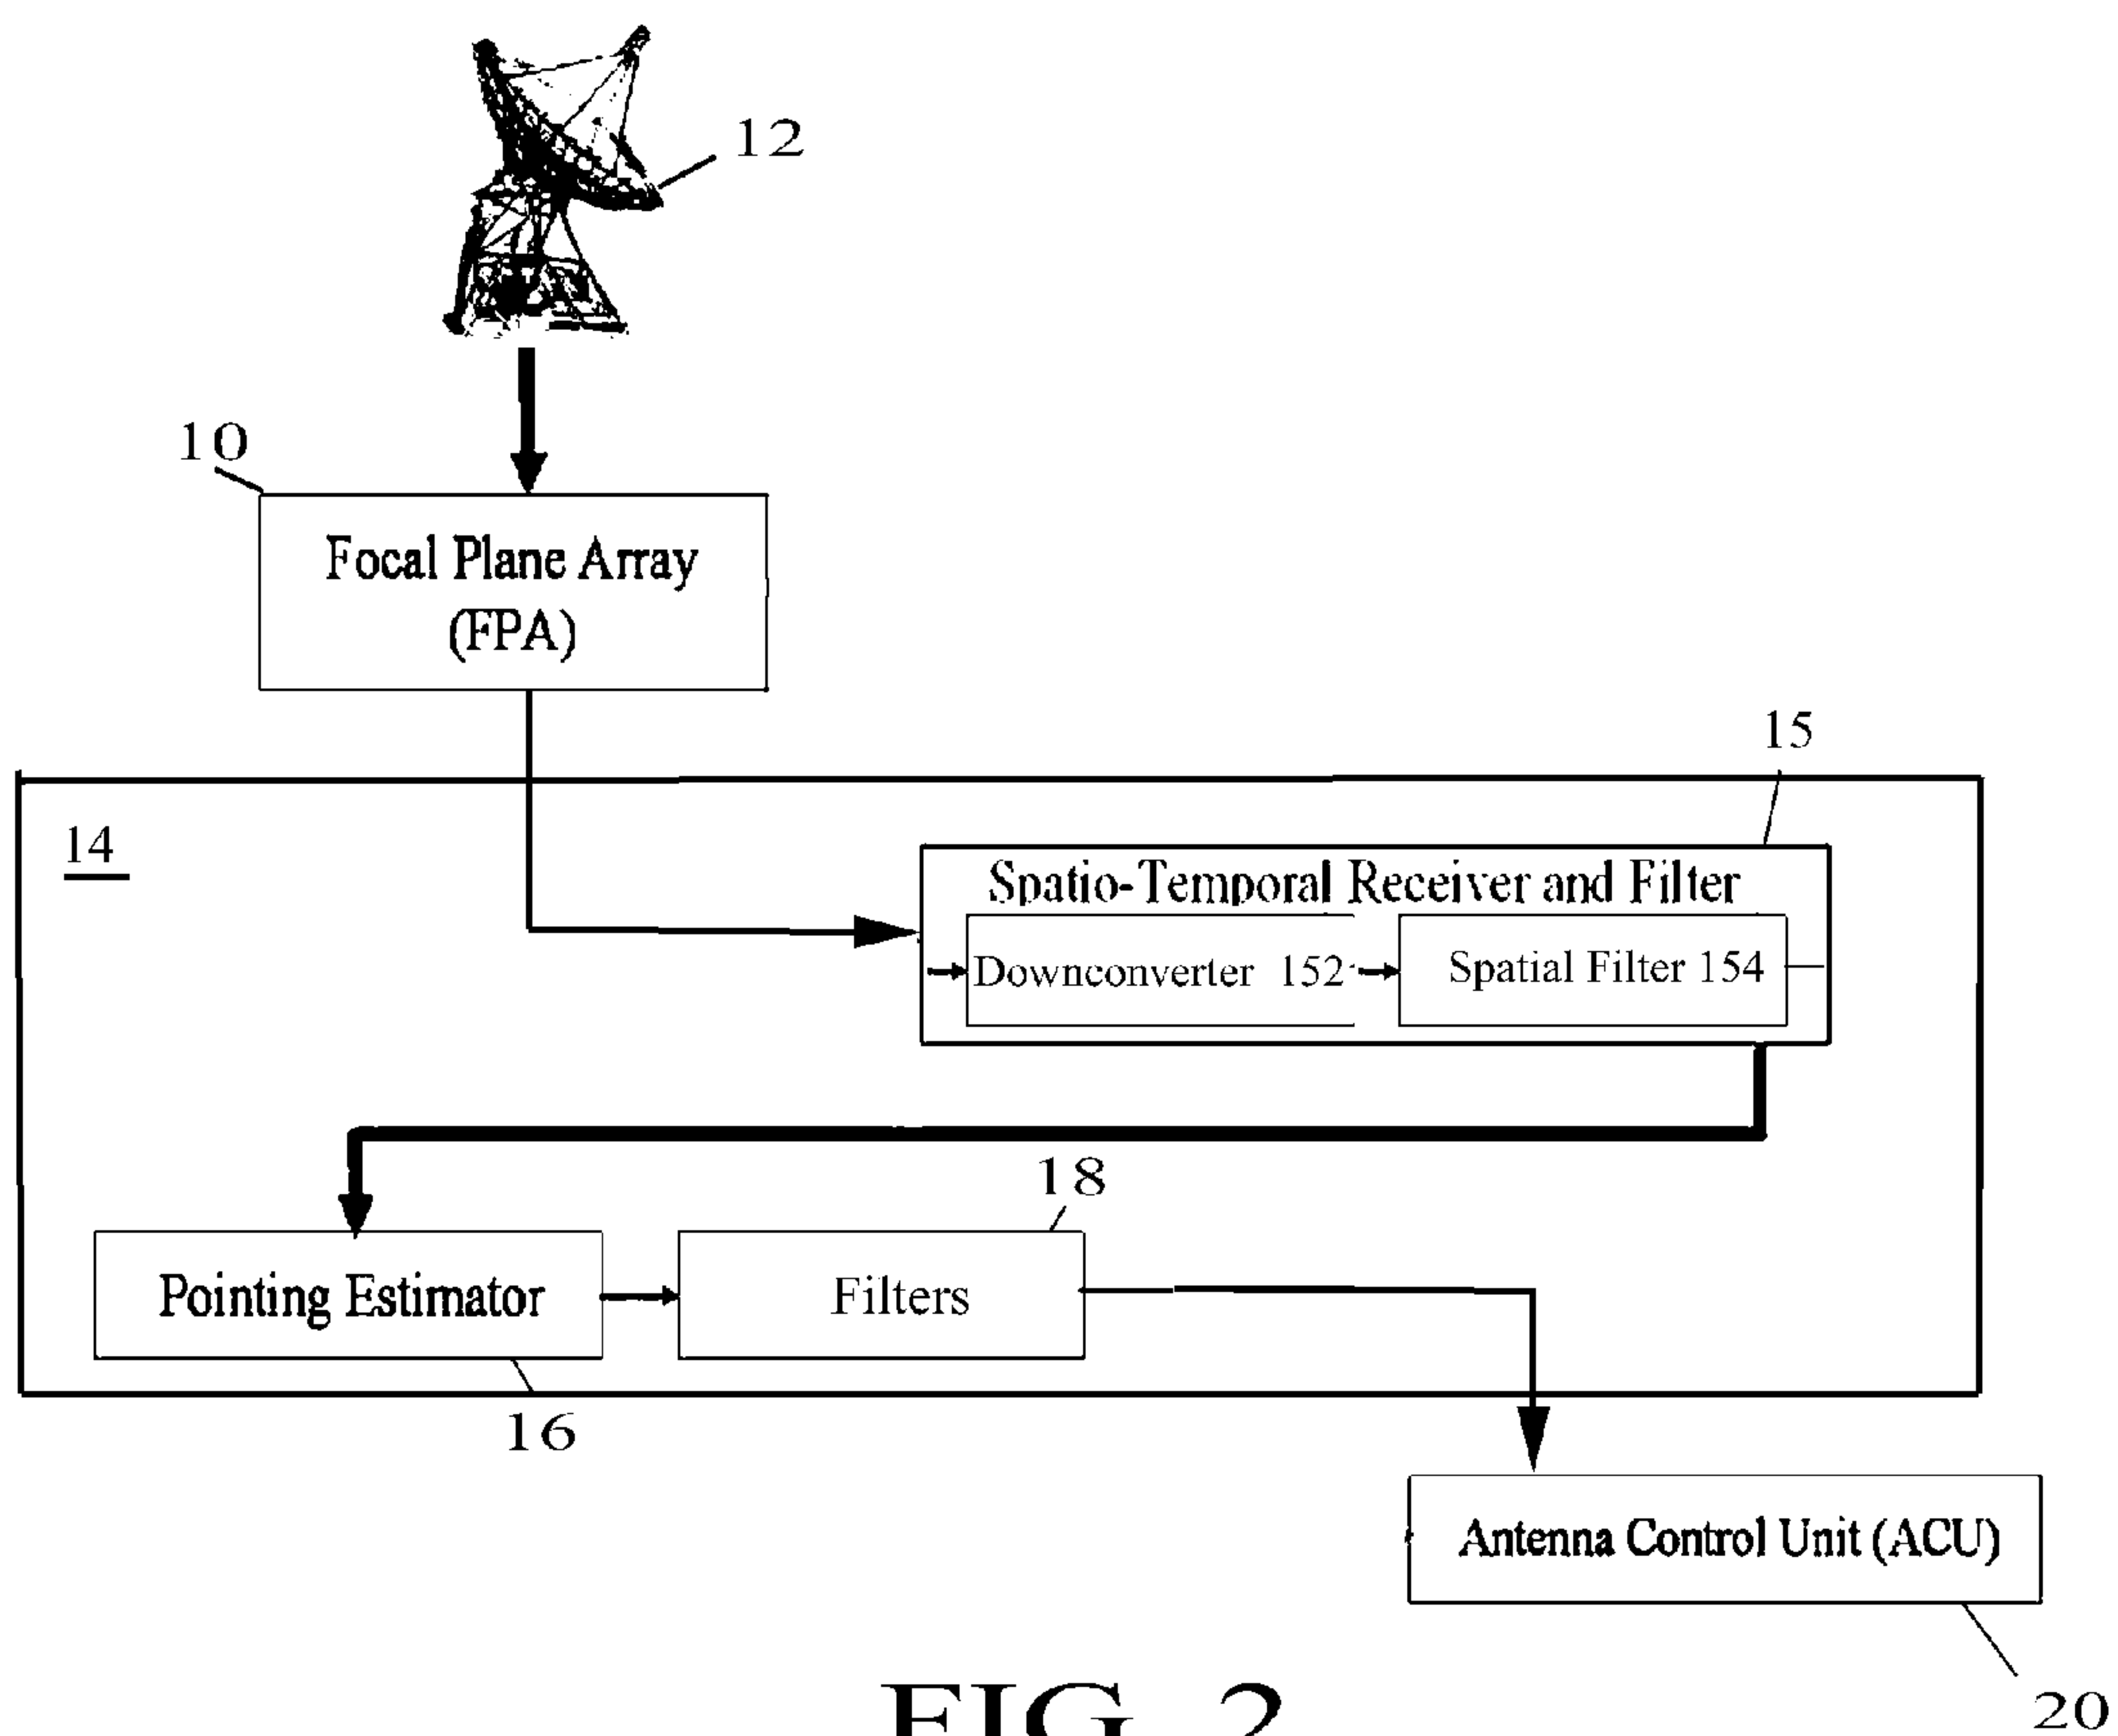 12
10
Focal Plane Array
(FPA)
15
14
Spatio-Temporal Receiver and Filter
Downconverter 152
Spatial Filter 154
18
Pointing Estimator
Filters
16
Antenna Control Unit (ACU)
20
FIG. 2